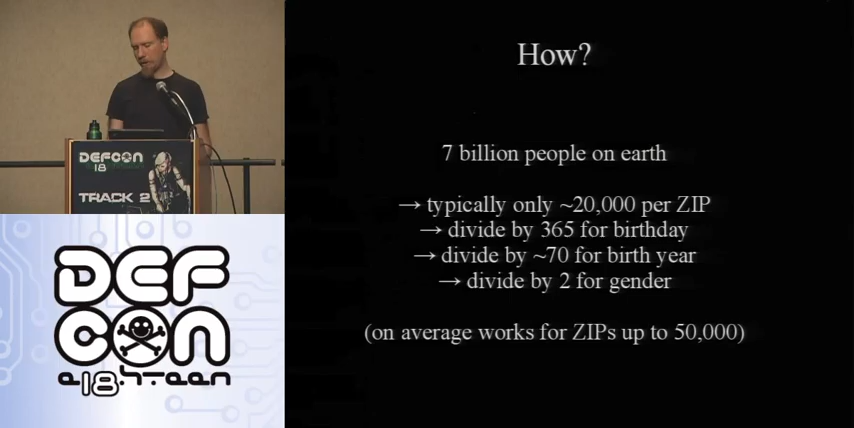 DEFCON
18
TRACK 2
DEF
CON
e18hteen
How?
7 billion people on earth
→ typically only ~20,000 per ZIP
→ divide by 365 for birthday
→ divide by ~70 for birth year
→ divide by 2 for gender
(on average works for ZIPs up to 50,000)